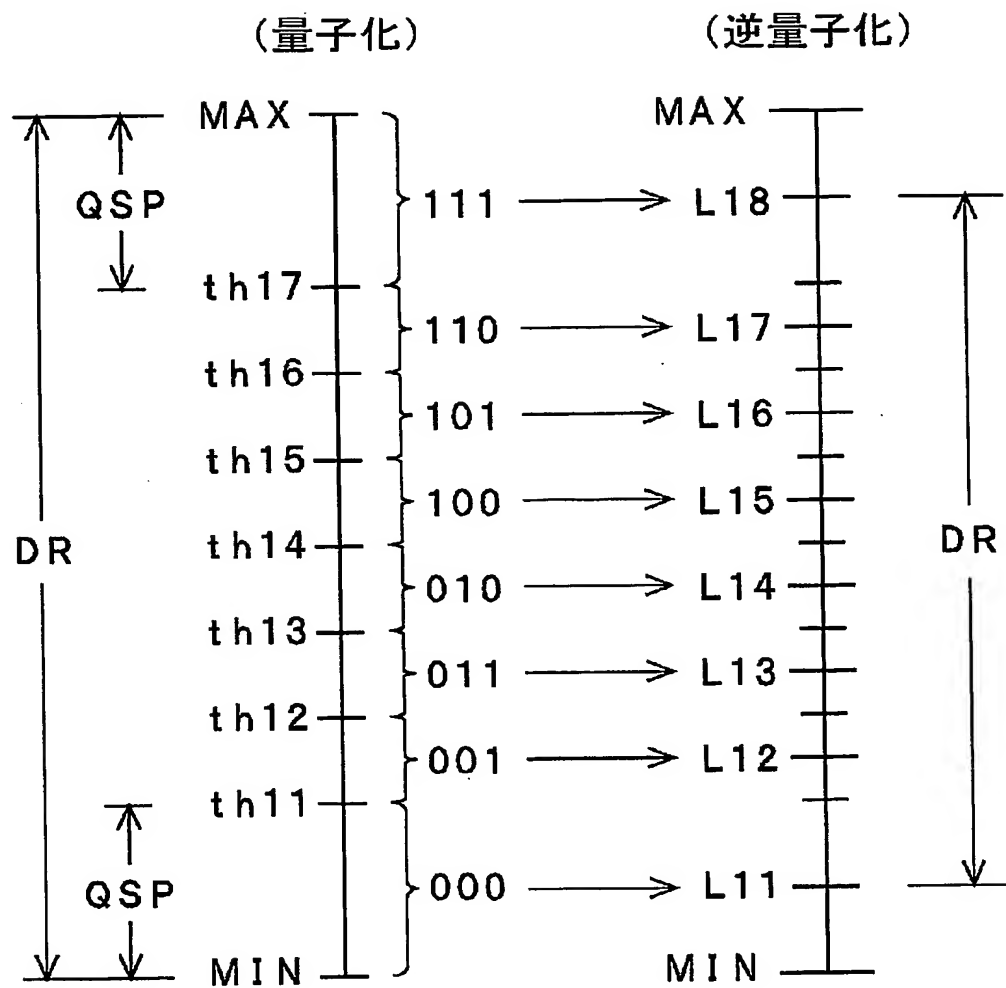 (量子化) (逆量子化)
MAX MAX
QSP 111 L18
th17
110 L17
th16
101 L16
th15
100 L15
DR th14 DR
010 L14
th13
011 L13
th12
001 L12
th11
QSP 000 L11
MIN MIN